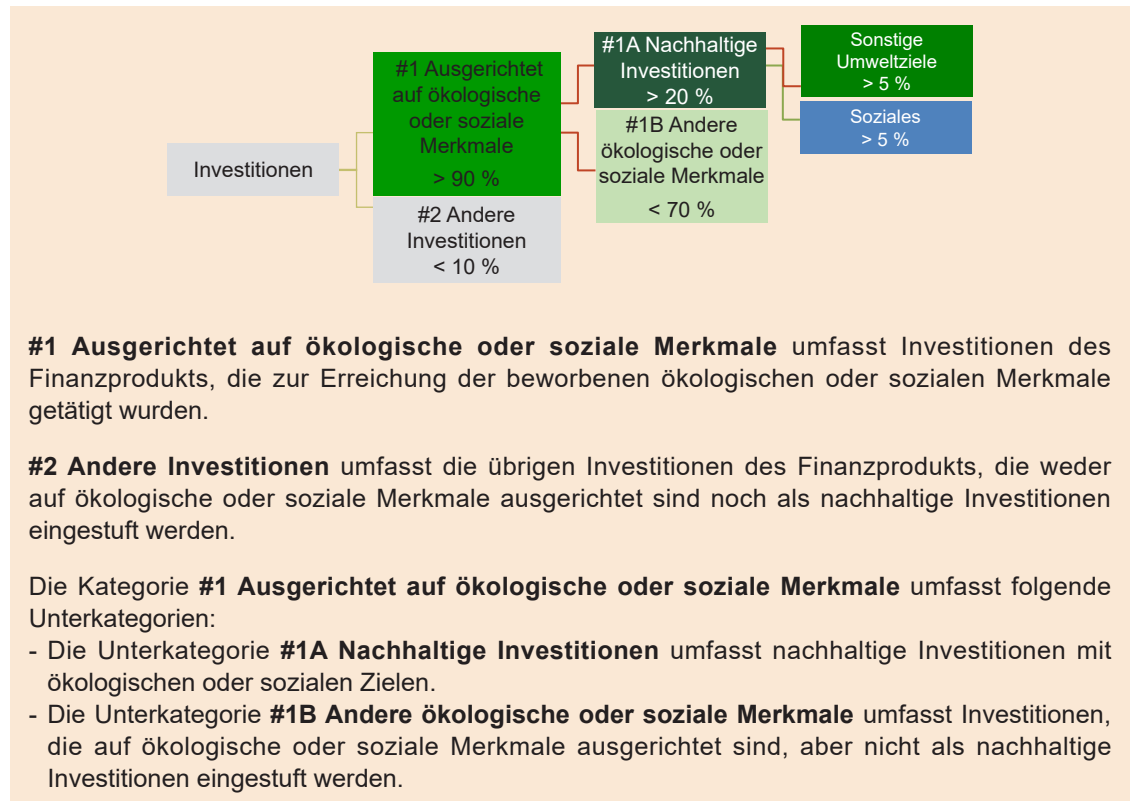 Investitionen
#1 Ausgerichtet
auf ökologische
oder soziale
Merkmale
> 90 %
#2 Andere
Investitionen
< 10 %
#1A Nachhaltige
Investitionen
> 20 %
#1B Andere
ökologische oder
soziale Merkmale
< 70 %
Sonstige
Umweltziele
> 5 %
Soziales
> 5 %
#1 Ausgerichtet auf ökologische oder soziale Merkmale umfasst Investitionen des
Finanzprodukts, die zur Erreichung der beworbenen ökologischen oder sozialen Merkmale
getätigt wurden.
#2 Andere Investitionen umfasst die übrigen Investitionen des Finanzprodukts, die weder
auf ökologische oder soziale Merkmale ausgerichtet sind noch als nachhaltige Investitionen
eingestuft werden.
Die Kategorie #1 Ausgerichtet auf ökologische oder soziale Merkmale umfasst folgende
Unterkategorien:
- Die Unterkategorie #1A Nachhaltige Investitionen umfasst nachhaltige Investitionen mit
ökologischen oder sozialen Zielen.
- Die Unterkategorie #1B Andere ökologische oder soziale Merkmale umfasst Investitionen,
die auf ökologische oder soziale Merkmale ausgerichtet sind, aber nicht als nachhaltige
Investitionen eingestuft werden.